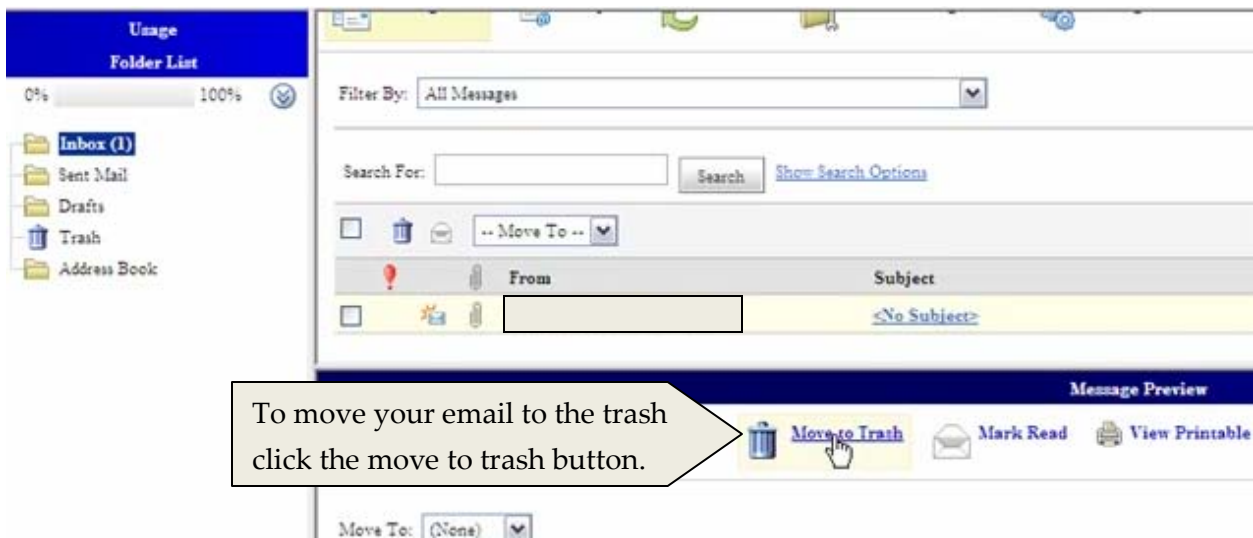 Usage
Folder List
0% 100%
Inbox (1)
Sent Mail
Drafts
Trash
Address Book
Filter By: All Messages
Search For: Search Show Search Options
-- Move To --
From Subject
<No Subject>
Message Preview
To move your email to the trash
click the move to trash button.
Move to Trash Mark Read View Printable
Move To: (None)